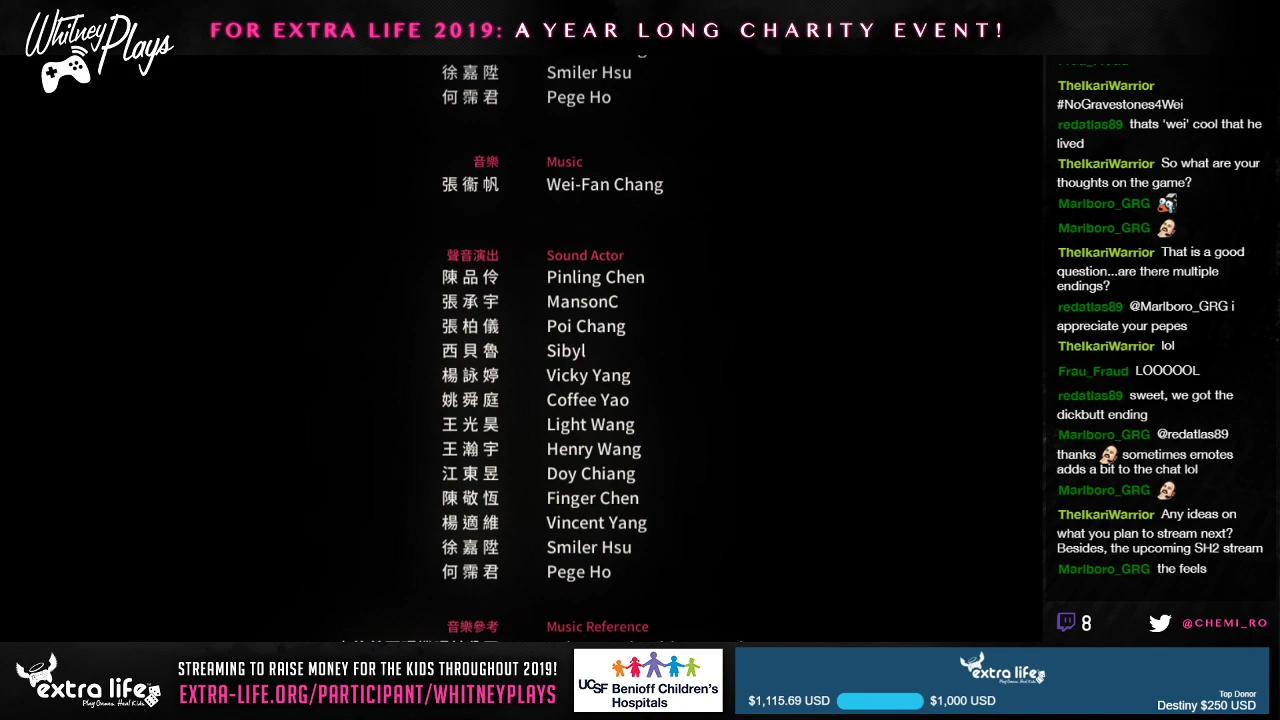 Whitney Plays
FOR EXTRA LIFE 2019: A YEAR LONG CHARITY EVENT!
徐嘉陞 Smiler Hsu
何霈君 Pege Ho
音樂 Music
張衞帆 Wei-Fan Chang
聲音演出 Sound Actor
陳品伶 Pinling Chen
張承宇 MansonC
張柏儀 Poi Chang
西貝魯 Sibyl
楊詠婷 Vicky Yang
姚舜庭 Coffee Yao
王光昊 Light Wang
王瀚宇 Henry Wang
江東昱 Doy Chiang
陳敬恆 Finger Chen
楊適維 Vincent Yang
徐嘉陞 Smiler Hsu
何霈君 Pege Ho
音樂參考 Music Reference
TheIkariWarrior
#NoGravestones4Wei
redatlas89 thats 'wei' cool that he
lived
TheIkariWarrior So what are your
thoughts on the game?
Marlboro_GRG
Marlboro_GRG
TheIkariWarrior That is a good
question...are there multiple
endings?
redatlas89 @Marlboro_GRG i
appreciate your pepes
TheIkariWarrior lol
Frau_Fraud LOOOOOL
redatlas89 sweet, we got the
dickbutt ending
Marlboro_GRG @redatlas89
thanks sometimes emotes
adds a bit to the chat lol
Marlboro_GRG
TheIkariWarrior Any ideas on
what you plan to stream next?
Besides, the upcoming SH2 stream
Marlboro_GRG the feels
8 @CHEMI_RO
extra life
Play Games. Heal Kids.
STREAMING TO RAISE MONEY FOR THE KIDS THROUGHOUT 2019!
EXTRA-LIFE.ORG/PARTICIPANT/WHITNEYPLAYS
UCSF Benioff Children's
Hospitals
extra life
Play Games. Heal Kids.
$1,115.69 USD $1,000 USD
Top Donor
Destiny $250 USD